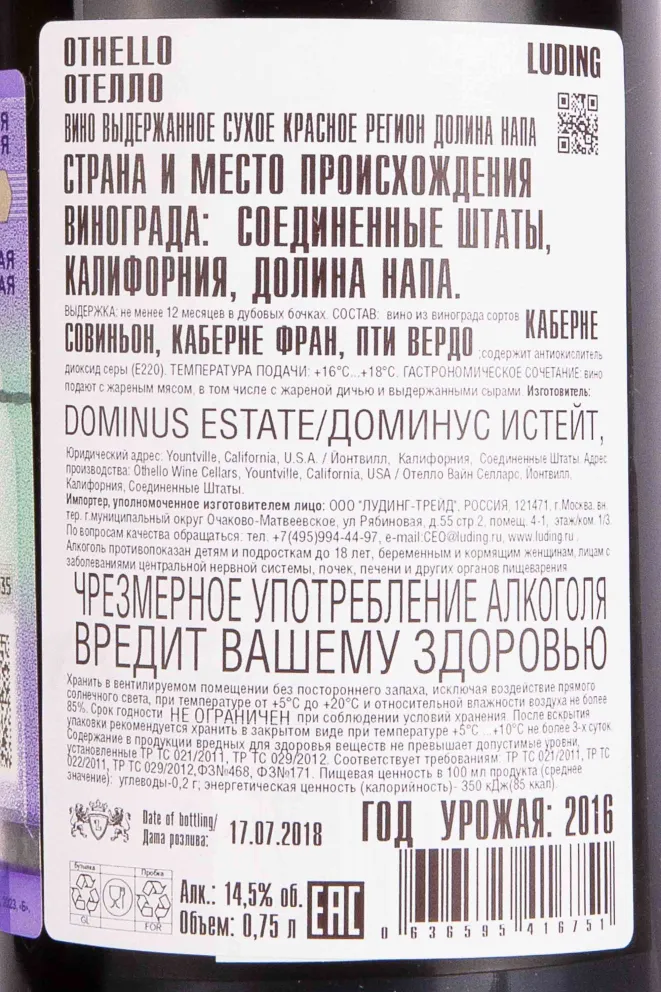 OTHELLO
LUDING
ОТЕЛЛО
ВИНО ВЫДЕРЖАННОЕ СУХОЕ КРАСНОЕ РЕГИОН ДОЛИНА НАПА
СТРАНА И МЕСТО ПРОИСХОЖДЕНИЯ
ВИНОГРАДА: СОЕДИНЕННЫЕ ШТАТЫ,
КАЛИФОРНИЯ, ДОЛИНА НАПА.
ВЫДЕРЖКА: не менее 12 месяцев в дубовых бочках. СОСТАВ: вино из винограда сортов КАБЕРНЕ
СОВИНЬОН, КАБЕРНЕ ФРАН, ПТИ ВЕРДО ;содержит антиокислитель
диоксид серы (Е220). ТЕМПЕРАТУРА ПОДАЧИ: +16°С...+18°С. ГАСТРОНОМИЧЕСКОЕ СОЧЕТАНИЕ: вино
подают с жареным мясом, в том числе с жареной дичью и выдержанными сырами. Изготовитель:
DOMINUS ESTATE/ДОМИНУС ИСТЕЙТ,
Юридический адрес: Yountville, California, U.S.A. / Йонтвилл, Калифорния, Соединенные Штаты. Адрес
производства: Othello Wine Cellars, Yountville, California, USA / Отелло Вайн Селларс, Йонтвилл,
Калифорния, Соединенные Штаты.
Импортер, уполномоченное изготовителем лицо: ООО "ЛУДИНГ-ТРЕЙД", РОССИЯ, 121471, г.Москва, вн.
тер. г.муниципальный округ Очаково-Матвеевское, ул Рябиновая, д.55 стр.2, помещ. 4-1, этаж/ком.1/3.
По вопросам качества обращаться: тел. +7(495)994-44-97, e-mail:CEO@luding.ru, www.luding.ru .
Алкоголь противопоказан детям и подросткам до 18 лет, беременным и кормящим женщинам, лицам с
заболеваниями центральной нервной системы, почек, печени и других органов пищеварения.
ЧРЕЗМЕРНОЕ УПОТРЕБЛЕНИЕ АЛКОГОЛЯ
ВРЕДИТ ВАШЕМУ ЗДОРОВЬЮ
Хранить в вентилируемом помещении без постороннего запаха, исключая воздействие прямого
солнечного света, при температуре от +5°С до +20°С и относительной влажности воздуха не более
85%. Срок годности НЕ ОГРАНИЧЕН при соблюдении условий хранения. После вскрытия
упаковки рекомендуется хранить в закрытом виде при температуре +5°С ...+10°С не более 3-х суток.
Содержание в продукции вредных для здоровья веществ не превышает допустимые уровни,
установленные ТР ТС 021/2011, ТР ТС 029/2012. Соответствует требованиям: ТР ТС 021/2011, ТР ТС
022/2011, ТР ТС 029/2012,ФЗ№468, ФЗ№171. Пищевая ценность в 100 мл продукта (среднее
значение): углеводы-0,2 г; энергетическая ценность (калорийность)- 350 кДж(85 ккал).
Date of bottling/
Дата розлива: 17.07.2018
ГОД УРОЖАЯ: 2016
Бутылка
Пробка
GL
FOR
Алк.: 14,5% об.
Объем: 0,75 л
EAC
0 636595 416751
Я
Я
АЯ
АЯ
35
2023, «Б».